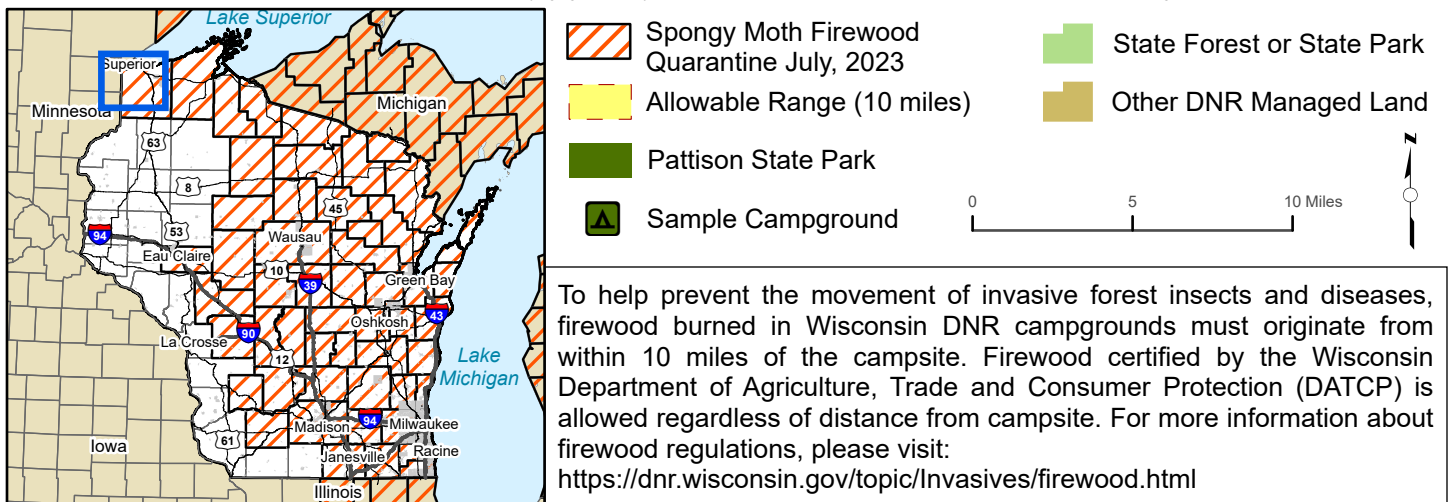 Lake Superior
Superior
Minnesota
Michigan
63
8
45
94
53
Wausau
Eau Claire
10
Green Bay
39
43
Oshkosh
90
La Crosse
12
Lake
Michigan
94
Madison
Milwaukee
61
Iowa
Janesville
Racine
Illinois
Spongy Moth Firewood
Quarantine July, 2023
Allowable Range (10 miles)
Pattison State Park
Sample Campground
State Forest or State Park
Other DNR Managed Land
N
0 5 10 Miles
To help prevent the movement of invasive forest insects and diseases,
firewood burned in Wisconsin DNR campgrounds must originate from
within 10 miles of the campsite. Firewood certified by the Wisconsin
Department of Agriculture, Trade and Consumer Protection (DATCP) is
allowed regardless of distance from campsite. For more information about
firewood regulations, please visit:
https://dnr.wisconsin.gov/topic/Invasives/firewood.html